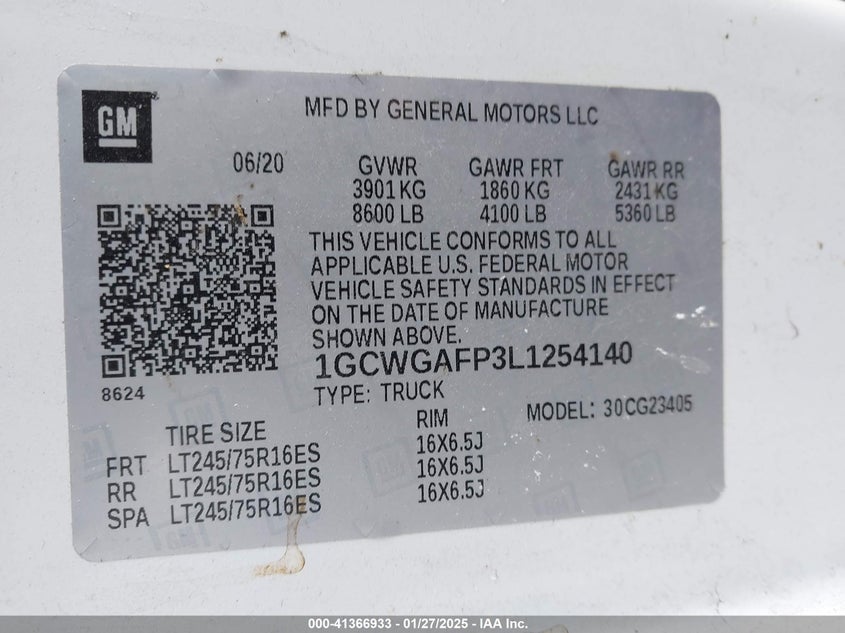 GM
MFD BY GENERAL MOTORS LLC
06/20 GVWR GAWR FRT GAWR RR
3901 KG 1860 KG 2431 KG
8600 LB 4100 LB 5360 LB
THIS VEHICLE CONFORMS TO ALL
APPLICABLE U.S. FEDERAL MOTOR
VEHICLE SAFETY STANDARDS IN EFFECT
ON THE DATE OF MANUFACTURE
SHOWN ABOVE.
1GCWGAFP3L1254140
8624
TYPE: TRUCK
MODEL: 30CG23405
TIRE SIZE RIM
FRT LT245/75R16ES 16X6.5J
RR LT245/75R16ES 16X6.5J
SPA LT245/75R16ES 16X6.5J
000-41366933 / 01/27/2025 - IAA Inc.